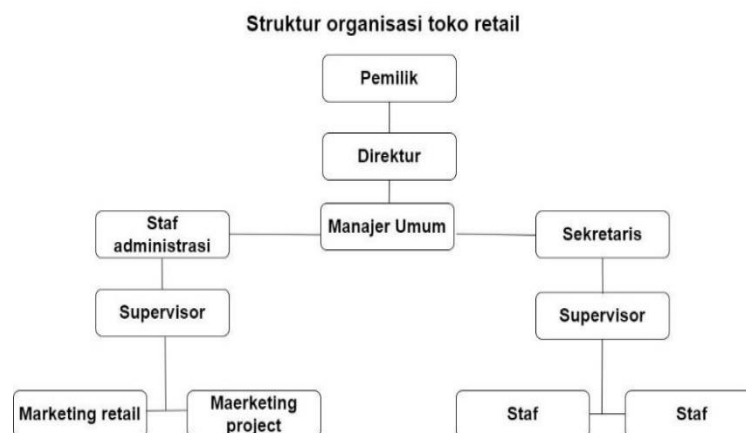 Struktur organisasi toko retail
Pemilik
Direktur
Manajer Umum
Staf
administrasi
Sekretaris
Supervisor
Supervisor
Marketing retail
Maerketing
project
Staf
Staf